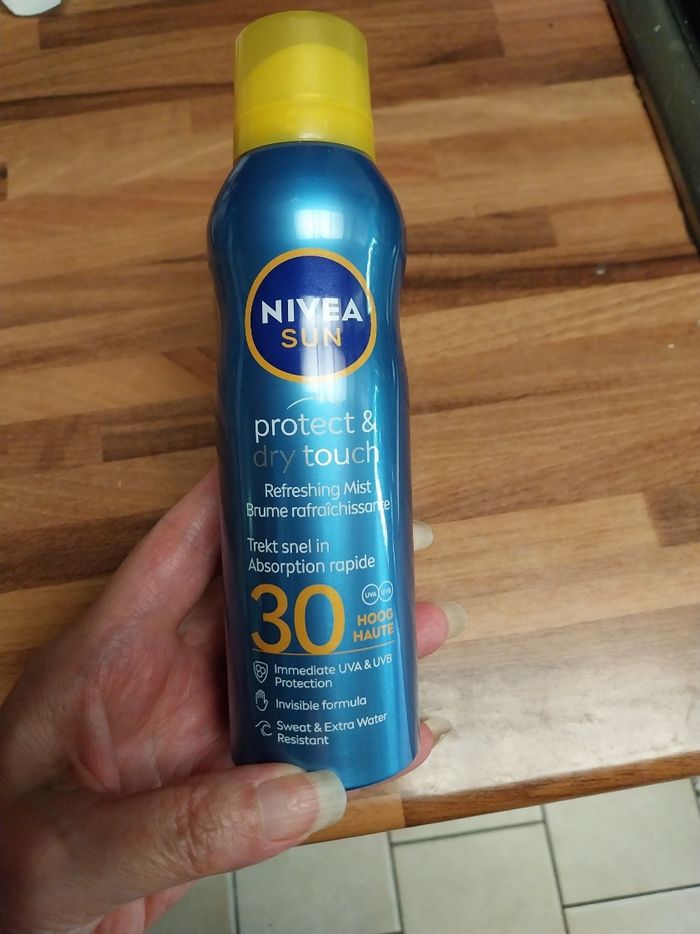 NIVEA
SUN
protect &
dry touch
Refreshing Mist
Brume rafraîchissante
Trekt snel in
Absorption rapide
30
UVA UVB
HOOG
HAUTE
Immediate UVA & UVB
Protection
Invisible formula
Sweat & Extra Water
Resistant